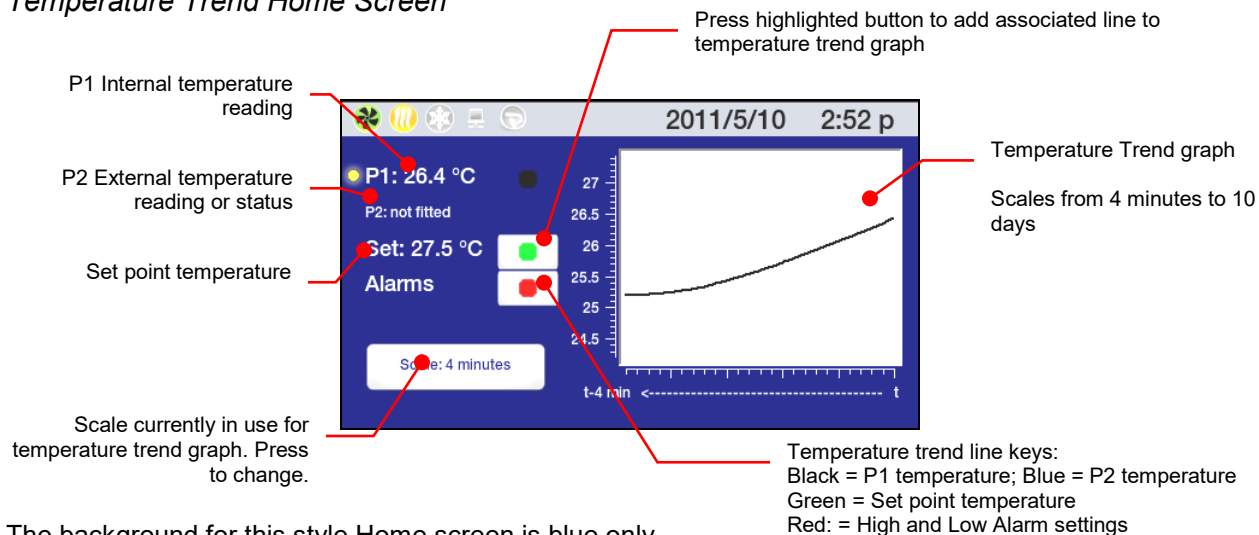 Temperature Trend Home Screen
Press highlighted button to add associated line to
temperature trend graph
P1 Internal temperature
reading
P2 External temperature
reading or status
Set point temperature
Scale currently in use for
temperature trend graph. Press
to change.
2011/5/10 2:52 p
P1: 26.4 °C
P2: not fitted
Set: 27.5 °C
Alarms
Scale: 4 minutes
27
26.5
26
25.5
25
24.5
t-4 min <--------------------------------------- t
Temperature Trend graph
Scales from 4 minutes to 10
days
Temperature trend line keys:
Black = P1 temperature; Blue = P2 temperature
Green = Set point temperature
Red: = High and Low Alarm settings
The background for this style Home screen is blue only